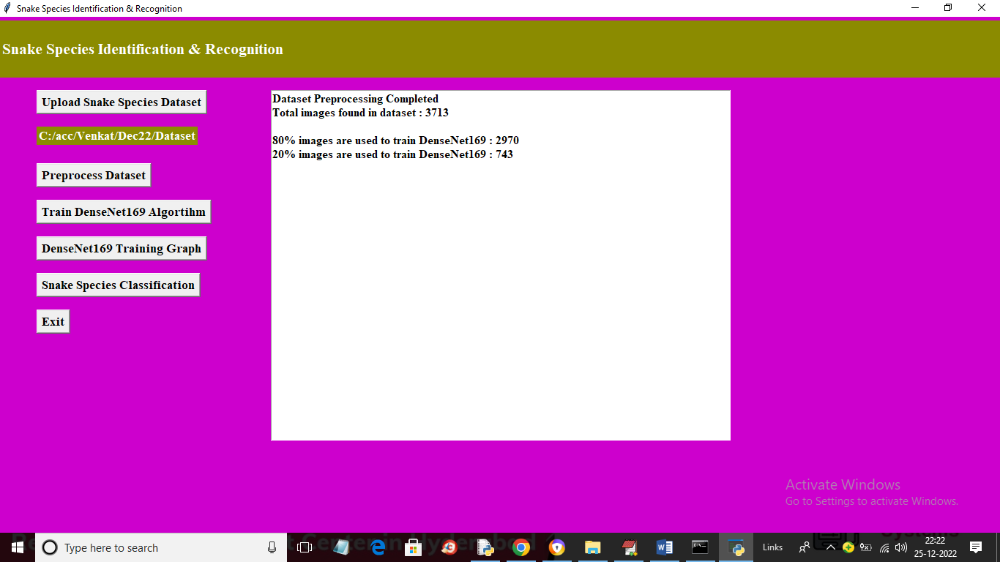 Snake Species Identification & Recognition
Snake Species Identification & Recognition
Upload Snake Species Dataset
C:/acc/Venkat/Dec22/Dataset
Preprocess Dataset
Train DenseNet169 Algortihm
DenseNet169 Training Graph
Snake Species Classification
Exit
Dataset Preprocessing Completed
Total images found in dataset : 3713
80% images are used to train DenseNet169 : 2970
20% images are used to train DenseNet169 : 743
Activate Windows
Go to Settings to activate Windows.
Type here to search
Links
22:22
25-12-2022